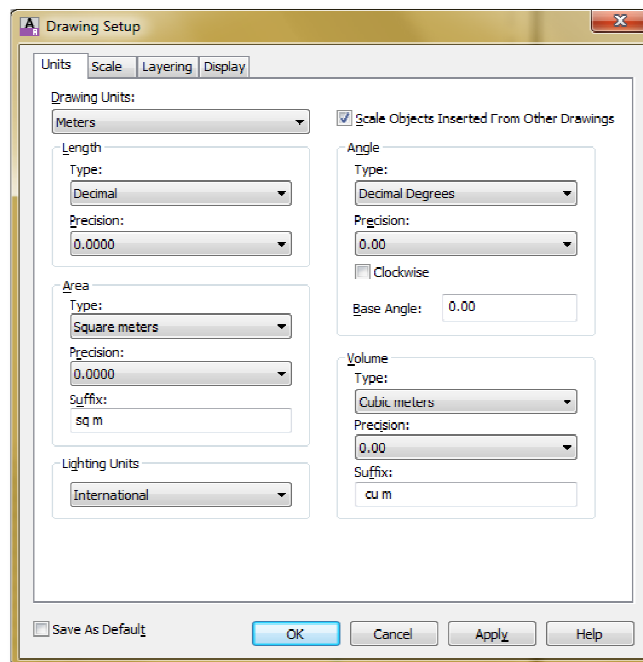 Drawing Setup
Units
Scale
Layering
Display
Drawing Units:
Meters
Scale Objects Inserted From Other Drawings
Length
Type:
Decimal
Precision:
0.0000
Angle
Type:
Decimal Degrees
Precision:
0.00
Clockwise
Base Angle:
0.00
Area
Type:
Square meters
Precision:
0.0000
Suffix:
sq m
Volume
Type:
Cubic meters
Precision:
0.00
Suffix:
cu m
Lighting Units
International
Save As Default
OK
Cancel
Apply
Help